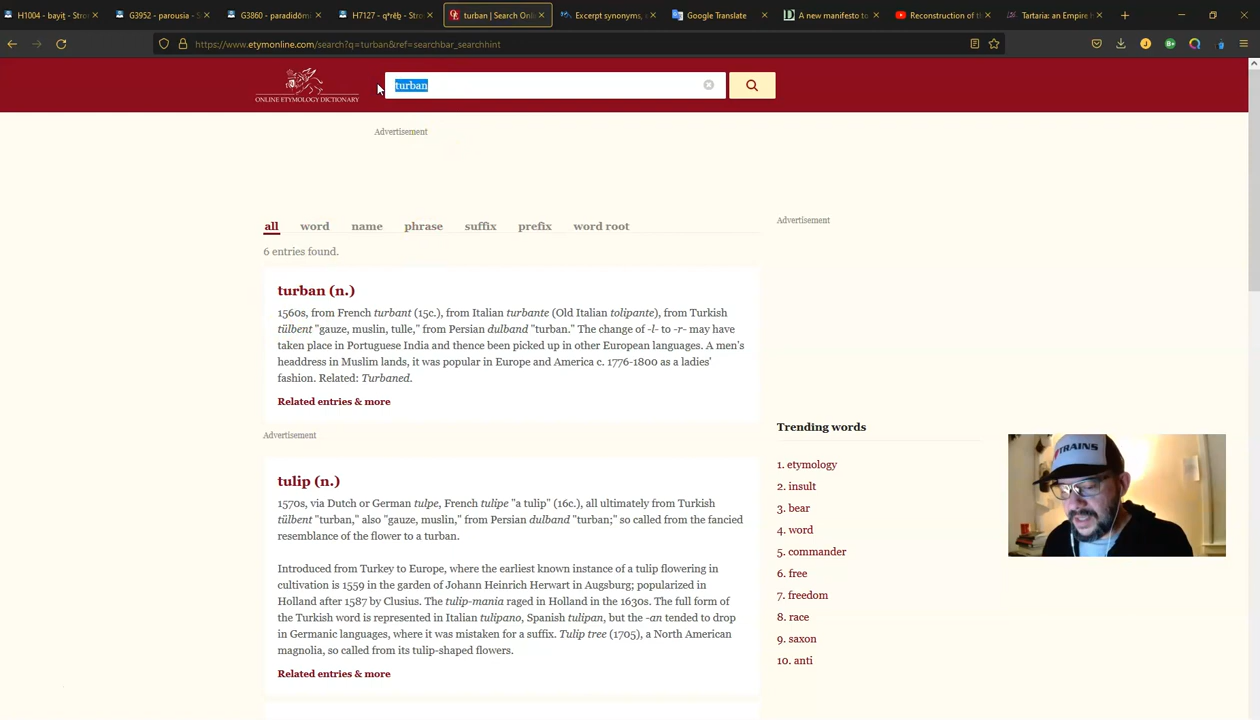 H1004 - bayiṯ - Stro
G3952 - parousia - S
G3860 - paradidōm
H7127 - qᵊrēḇ - Stro
turban | Search Onli
Excerpt synonyms,
Google Translate
A new manifesto to
Reconstruction of t
Tartaria: an Empire
https://www.etymonline.com/search?q=turban&ref=searchbar_searchhint
ONLINE ETYMOLOGY DICTIONARY
turban
Advertisement
all word name phrase suffix prefix word root
6 entries found.
turban (n.)
1560s, from French turbant (15c.), from Italian turbante (Old Italian tolipante), from Turkish
tülbent "gauze, muslin, tulle," from Persian dulband "turban." The change of -l- to -r- may have
taken place in Portuguese India and thence been picked up in other European languages. A men's
headdress in Muslim lands, it was popular in Europe and America c. 1776-1800 as a ladies'
fashion. Related: Turbaned.
Related entries & more
Advertisement
tulip (n.)
1570s, via Dutch or German tulpe, French tulipe "a tulip" (16c.), all ultimately from Turkish
tülbent "turban," also "gauze, muslin," from Persian dulband "turban;" so called from the fancied
resemblance of the flower to a turban.
Introduced from Turkey to Europe, where the earliest known instance of a tulip flowering in
cultivation is 1559 in the garden of Johann Heinrich Herwart in Augsburg; popularized in
Holland after 1587 by Clusius. The tulip-mania raged in Holland in the 1630s. The full form of
the Turkish word is represented in Italian tulipano, Spanish tulipan, but the -an tended to drop
in Germanic languages, where it was mistaken for a suffix. Tulip tree (1705), a North American
magnolia, so called from its tulip-shaped flowers.
Related entries & more
Advertisement
Trending words
1. etymology
2. insult
3. bear
4. word
5. commander
6. free
7. freedom
8. race
9. saxon
10. anti
TRAINS